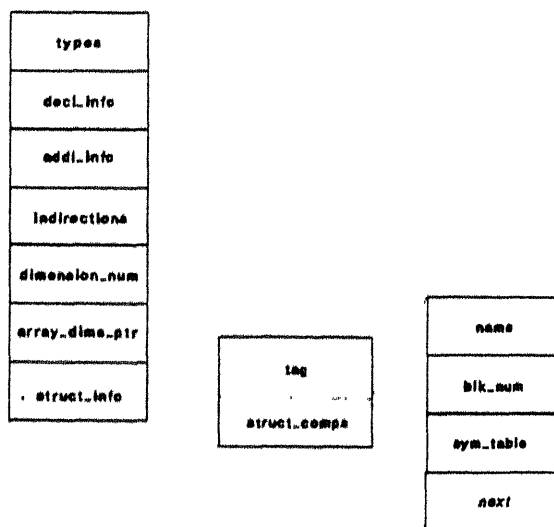 types
decl_info
addl_info
indirections
dimension_num
array_dims_ptr
struct_info
tag
struct_comps
name
blk_num
sym_table
next